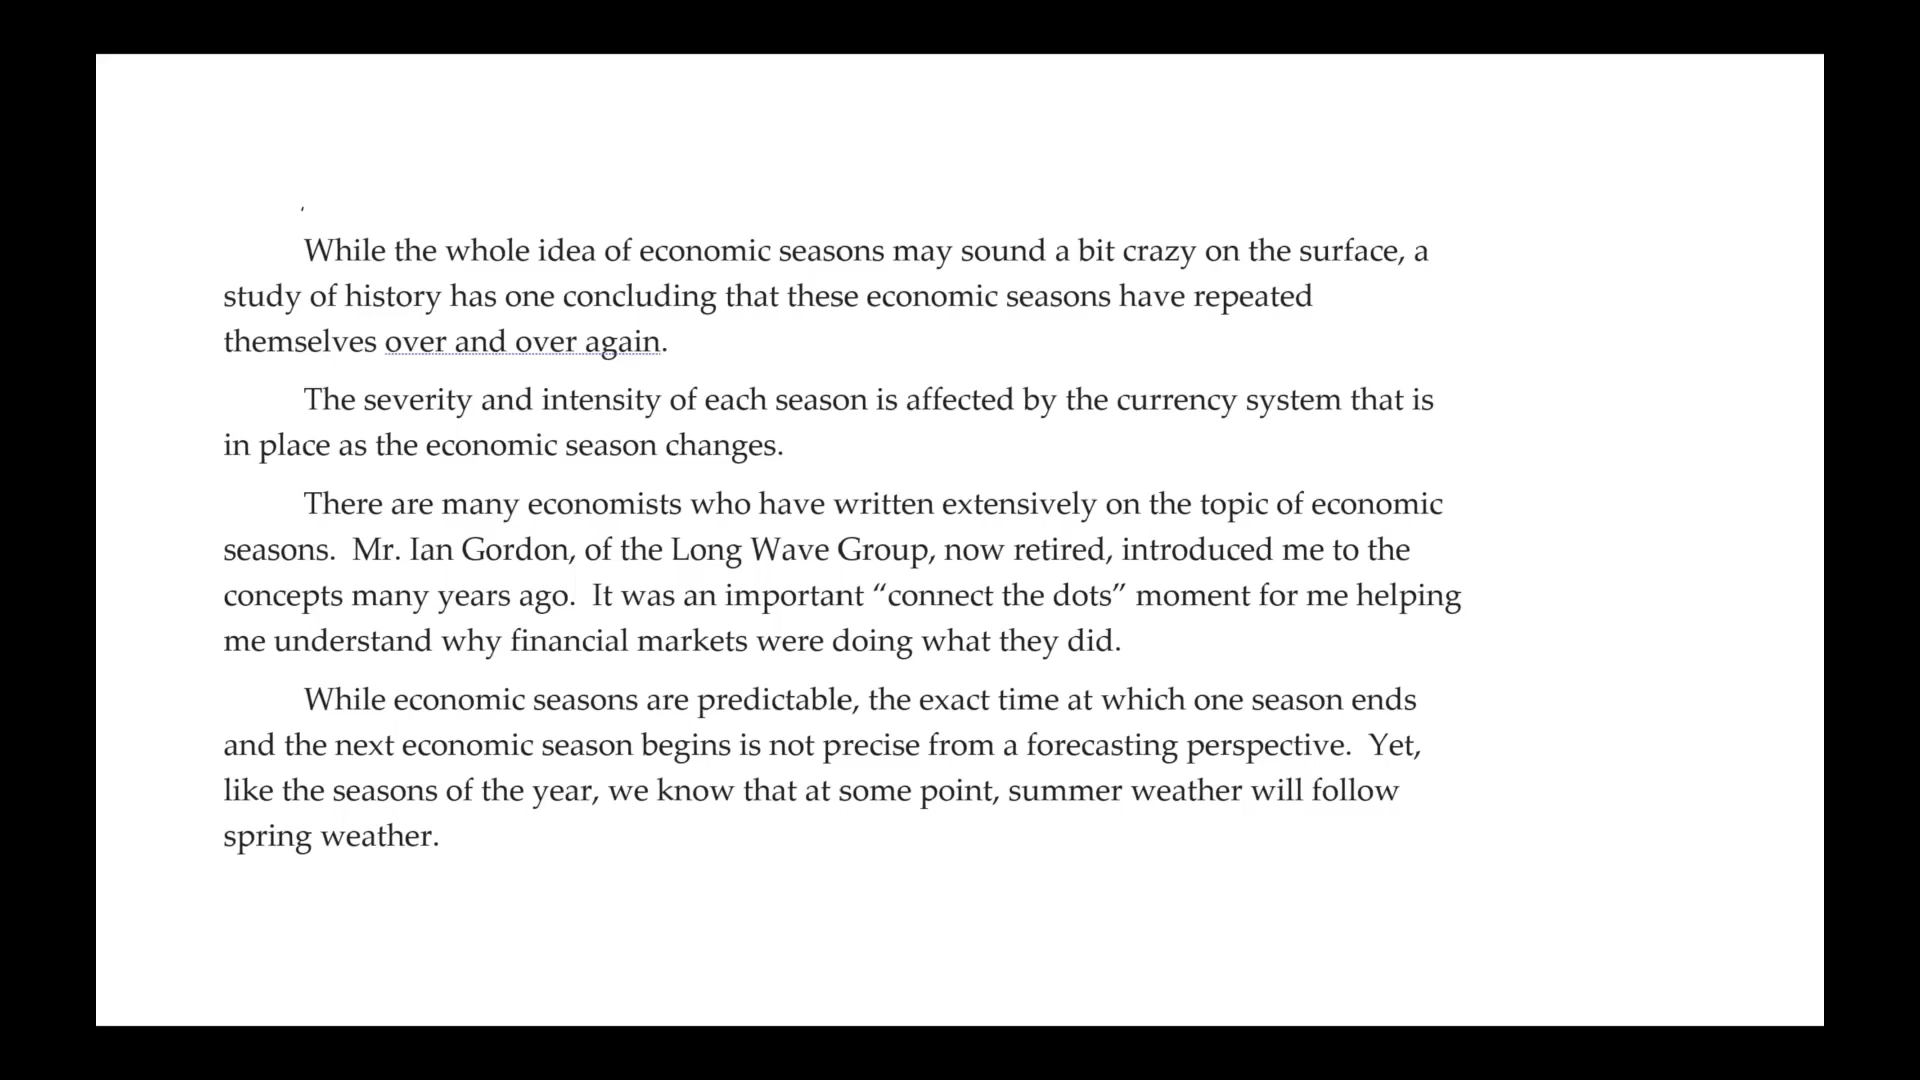 While the whole idea of economic seasons may sound a bit crazy on the surface, a
study of history has one concluding that these economic seasons have repeated
themselves over and over again.
The severity and intensity of each season is affected by the currency system that is
in place as the economic season changes.
There are many economists who have written extensively on the topic of economic
seasons.  Mr. Ian Gordon, of the Long Wave Group, now retired, introduced me to the
concepts many years ago.  It was an important “connect the dots” moment for me helping
me understand why financial markets were doing what they did.
While economic seasons are predictable, the exact time at which one season ends
and the next economic season begins is not precise from a forecasting perspective.  Yet,
like the seasons of the year, we know that at some point, summer weather will follow
spring weather.